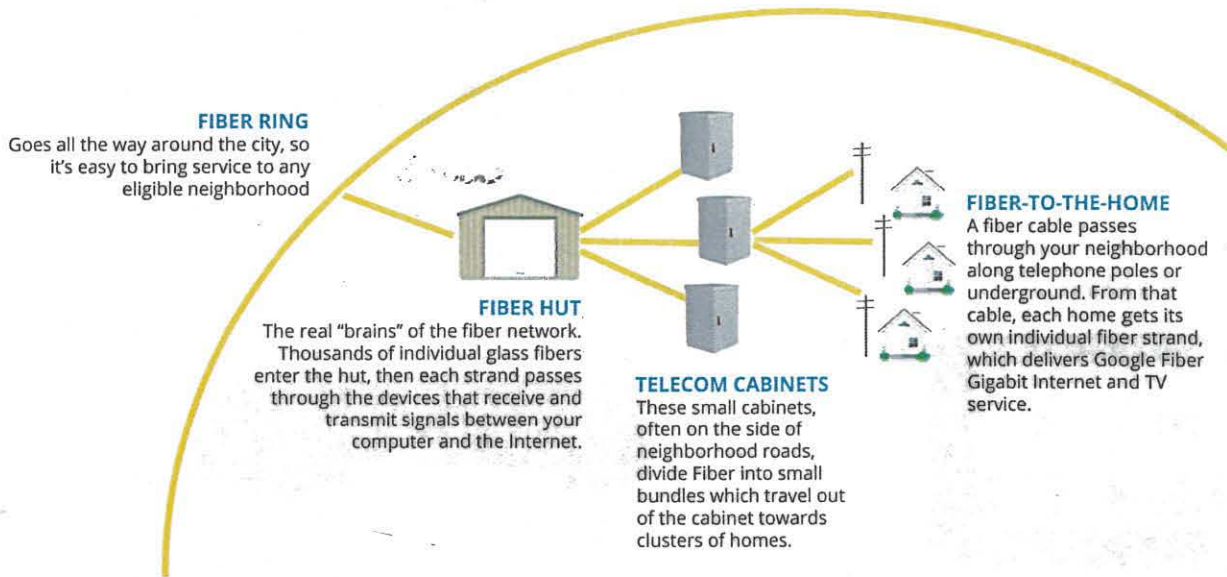 FIBER RING
Goes all the way around the city, so
it's easy to bring service to any
eligible neighborhood
FIBER HUT
The real "brains" of the fiber network.
Thousands of individual glass fibers
enter the hut, then each strand passes
through the devices that receive and
transmit signals between your
computer and the Internet.
TELECOM CABINETS
These small cabinets,
often on the side of
neighborhood roads,
divide Fiber into small
bundles which travel out
of the cabinet towards
clusters of homes.
FIBER-TO-THE-HOME
A fiber cable passes
through your neighborhood
along telephone poles or
underground. From that
cable, each home gets its
own individual fiber strand,
which delivers Google Fiber
Gigabit Internet and TV
service.